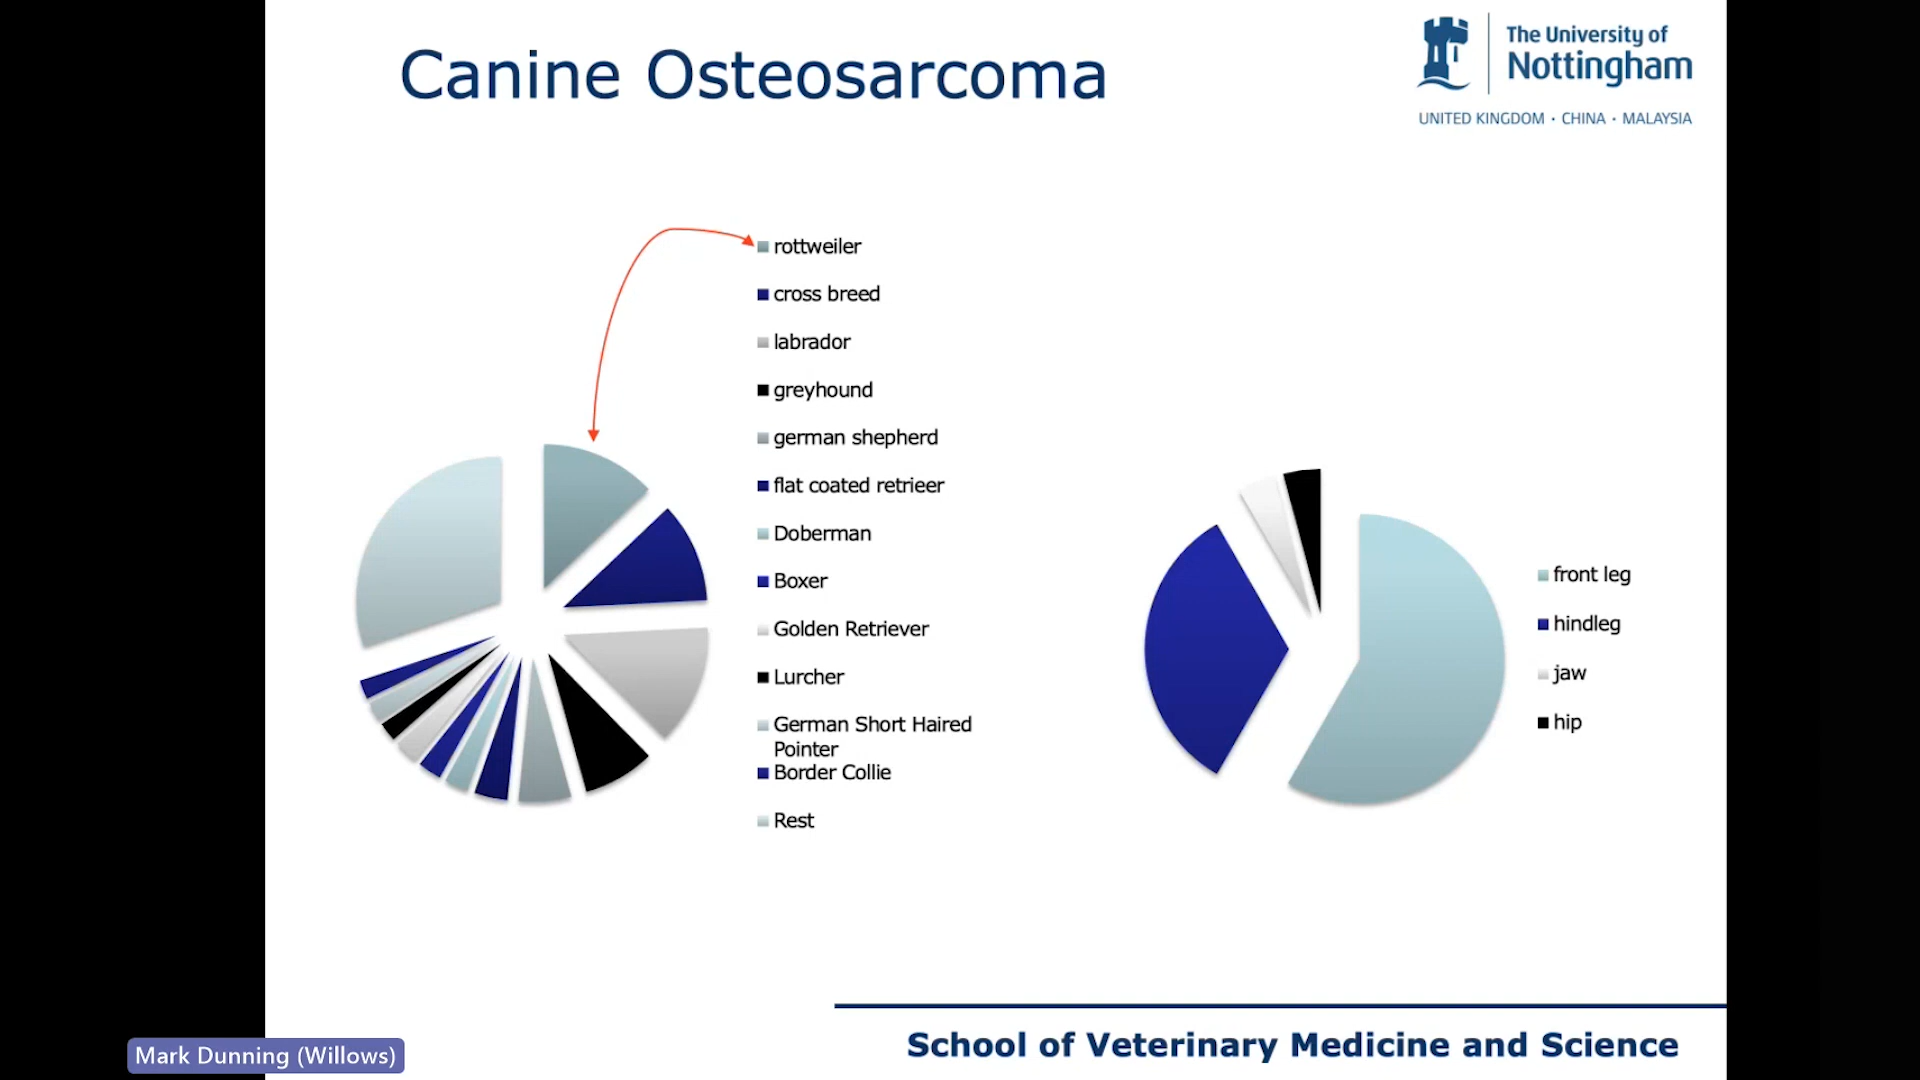 Canine Osteosarcoma
The University of
Nottingham
UNITED KINGDOM · CHINA · MALAYSIA
rottweiler
cross breed
labrador
greyhound
german shepherd
flat coated retrieer
Doberman
Boxer
Golden Retriever
Lurcher
German Short Haired
Pointer
Border Collie
Rest
front leg
hindleg
jaw
hip
School of Veterinary Medicine and Science
Mark Dunning (Willows)